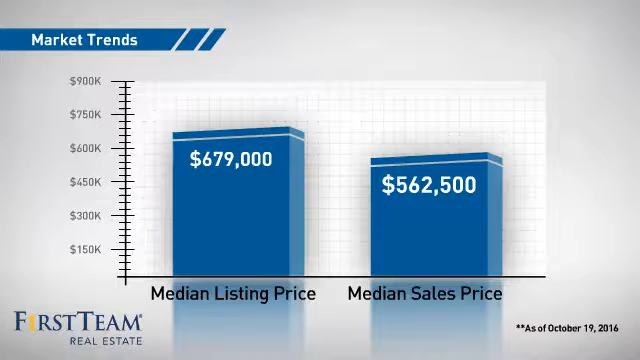 Market Trends
$900K
$750K
$600K
$450K
$300K
$150K
$679,000
$562,500
Median Listing Price
Median Sales Price
FIRSTTEAM®
REAL ESTATE
**As of October 19, 2016